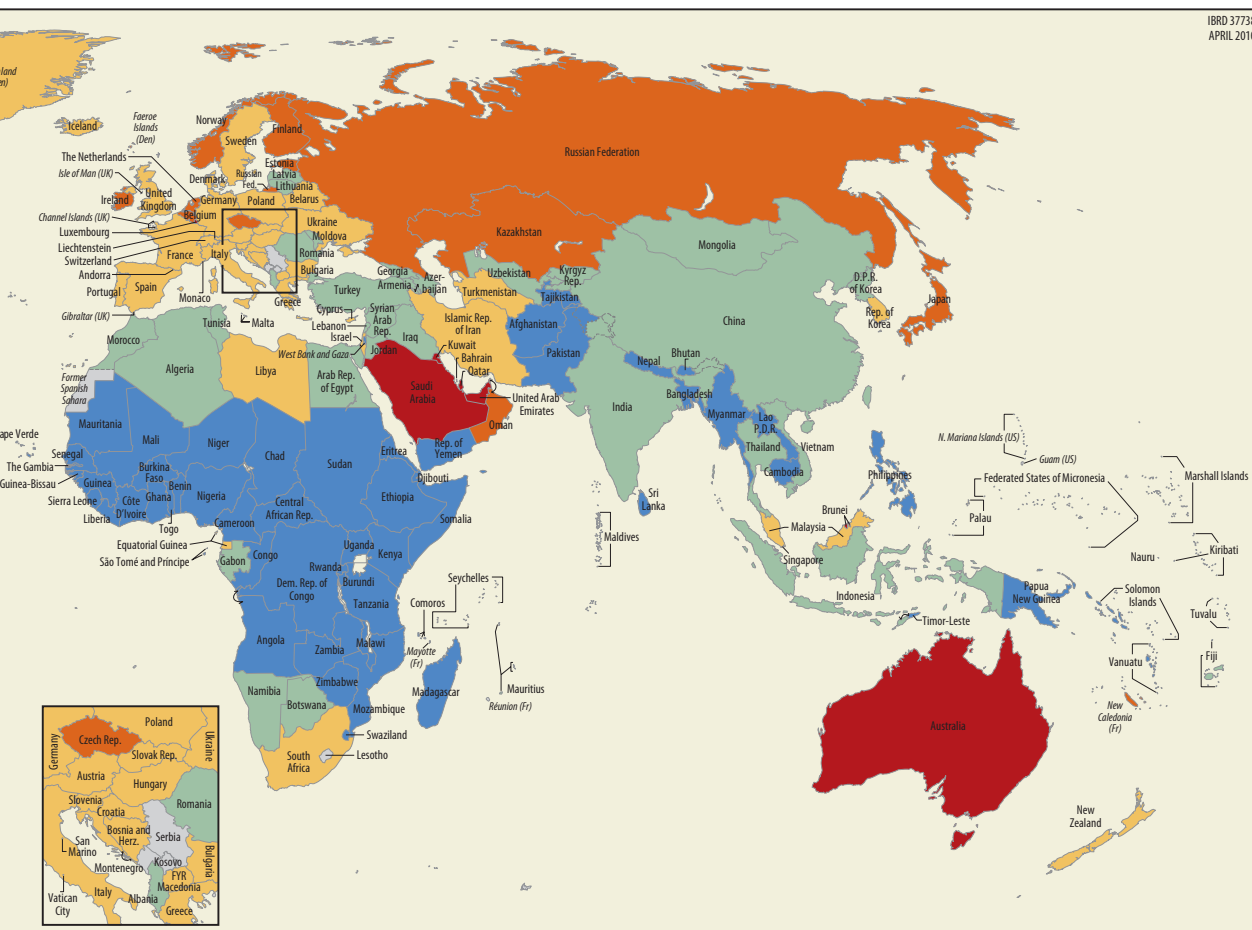 IBRD 37738
APRIL 2010
land
en)
Iceland
Faeroe
Islands
(Den)
Norway
Finland
Sweden
Russian Federation
The Netherlands
Isle of Man (UK)
Estonia
Latvia
Russian
Fed.
Lithuania
Denmark
United
Kingdom
Ireland
Germany
Poland
Belarus
Channel Islands (UK)
Belgium
Luxembourg
Ukraine
Moldova
Liechtenstein
Switzerland
France
Italy
Romania
Andorra
Bulgaria
Portugal
Spain
Monaco
Greece
Gibraltar (UK)
Kazakhstan
Mongolia
Georgia
Armenia
Azer-
baijan
Uzbekistan
Kyrgyz
Rep.
Turkmenistan
Tajikistan
Turkey
Cyprus
Syrian
Arab
Rep.
Lebanon
Israel
West Bank and Gaza
Jordan
Iraq
Islamic Rep.
of Iran
Afghanistan
Pakistan
Kuwait
Bahrain
Qatar
Saudi
Arabia
United Arab
Emirates
Oman
Rep. of
Yemen
D.P.R.
of Korea
Rep. of
Korea
Japan
China
Nepal
Bhutan
India
Bangladesh
Myanmar
Lao
P.D.R.
Thailand
Vietnam
Cambodia
Sri
Lanka
Maldives
Philippines
Brunei
Malaysia
Singapore
Indonesia
Timor-Leste
Papua
New Guinea
N. Mariana Islands (US)
Guam (US)
Federated States of Micronesia
Marshall Islands
Palau
Nauru
Kiribati
Solomon
Islands
Tuvalu
Vanuatu
Fiji
New
Caledonia
(Fr)
Australia
New
Zealand
Tunisia
Malta
Morocco
Algeria
Libya
Arab Rep.
of Egypt
Former
Spanish
Sahara
Mauritania
Mali
Niger
Chad
Sudan
Eritrea
Djibouti
Ethiopia
Somalia
ape Verde
Senegal
The Gambia
Guinea-Bissau
Guinea
Sierra Leone
Liberia
Côte
D'Ivoire
Burkina
Faso
Ghana
Benin
Togo
Nigeria
Cameroon
Central
African Rep.
Equatorial Guinea
São Tomé and Príncipe
Gabon
Congo
Dem. Rep. of
Congo
Uganda
Kenya
Rwanda
Burundi
Tanzania
Seychelles
Comoros
Mayotte
(Fr)
Angola
Zambia
Malawi
Zimbabwe
Mozambique
Madagascar
Mauritius
Réunion (Fr)
Namibia
Botswana
Swaziland
Lesotho
South
Africa
Poland
Czech Rep.
Germany
Ukraine
Slovak Rep.
Austria
Hungary
Slovenia
Croatia
Romania
Bosnia and
Herz.
Serbia
San
Marino
Montenegro
Kosovo
Bulgaria
FYR
Macedonia
Albania
Italy
Vatican
City
Greece